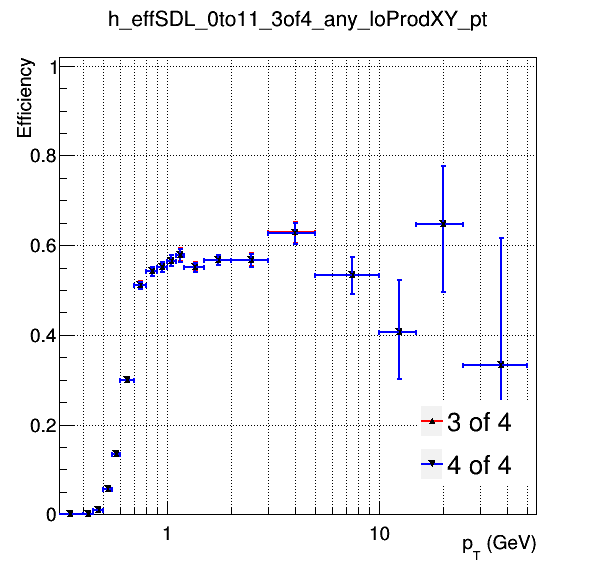 h_effSDL_0to11_3of4_any_loProdXY_pt
Efficiency
1
0.8
0.6
0.4
0.2
0
1
10
p_T (GeV)
3 of 4
4 of 4